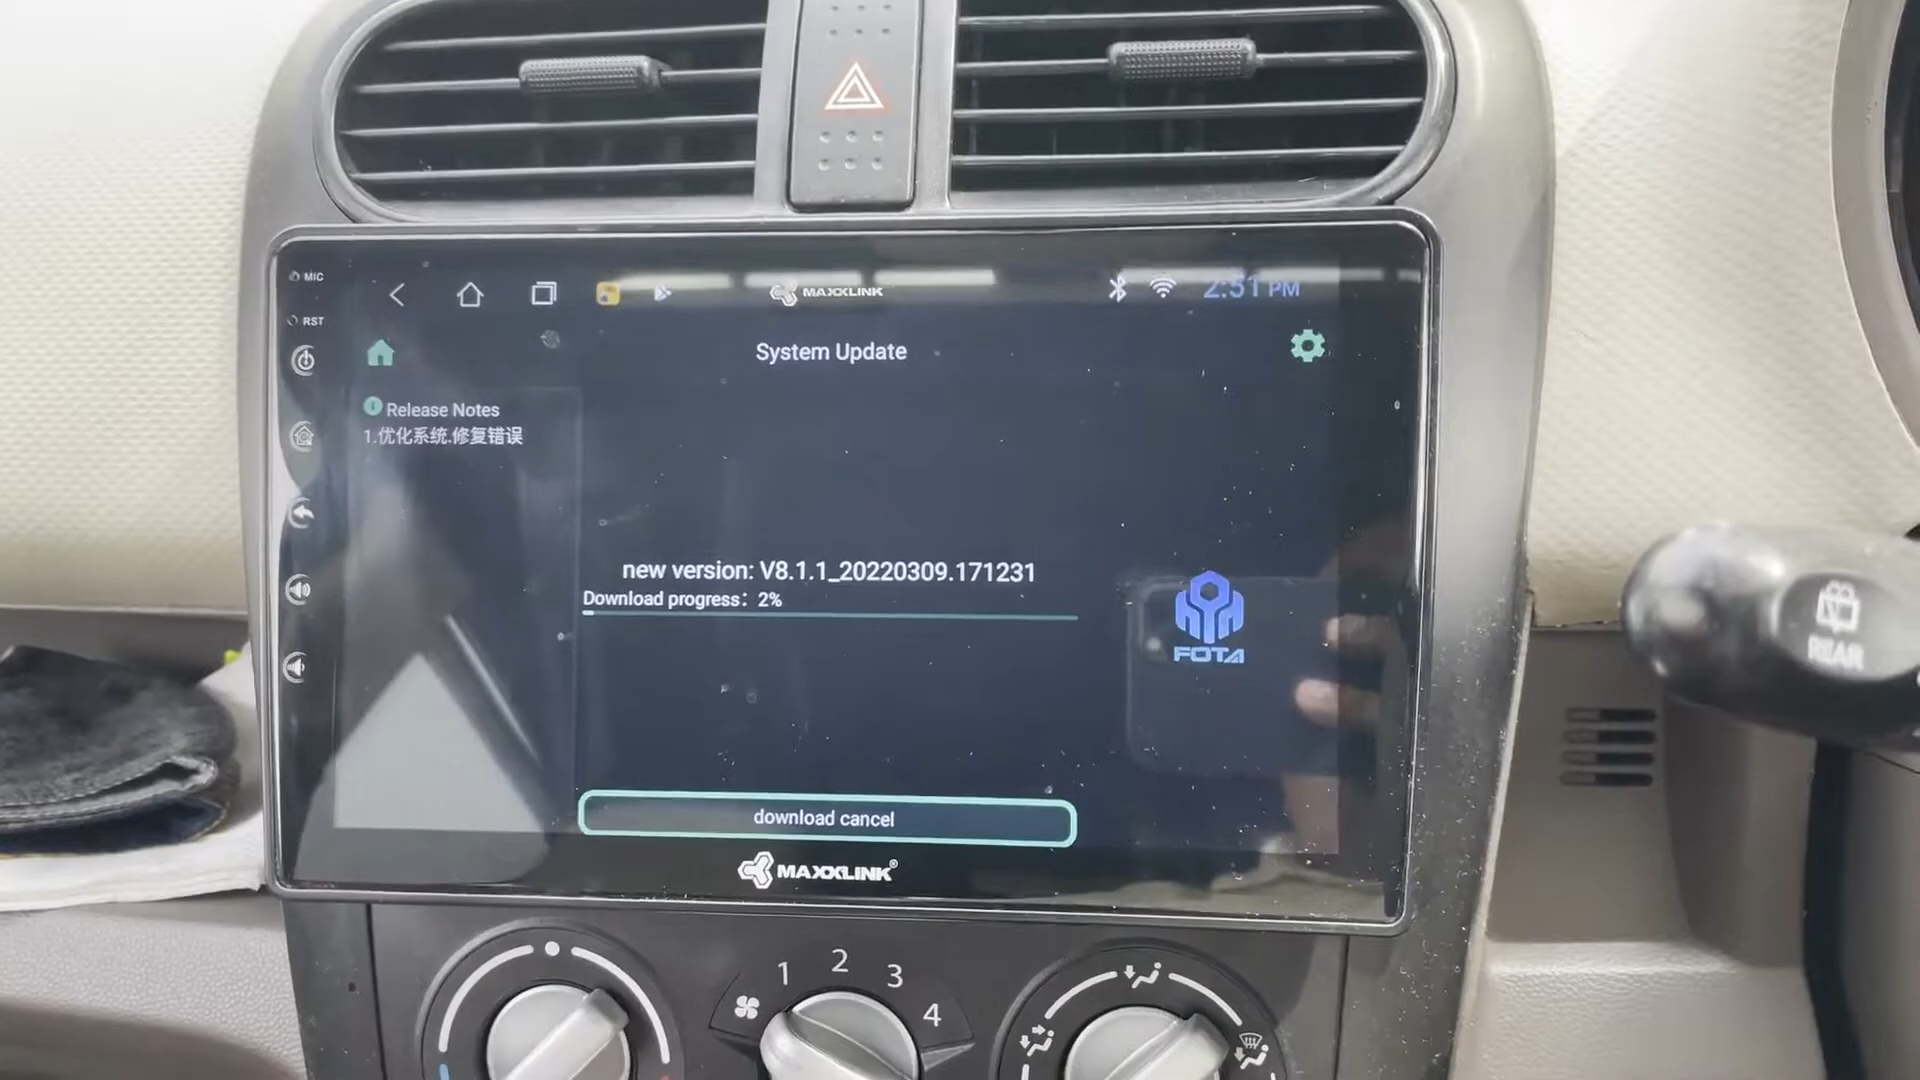 MIC
MAXXLINK
2:51 PM
RST
System Update
Release Notes
1.优化系统.修复错误
new version: V8.1.1_20220309.171231
Download progress：2%
FOTA
REAR
download cancel
MAXXLINK®
1 2 3 4